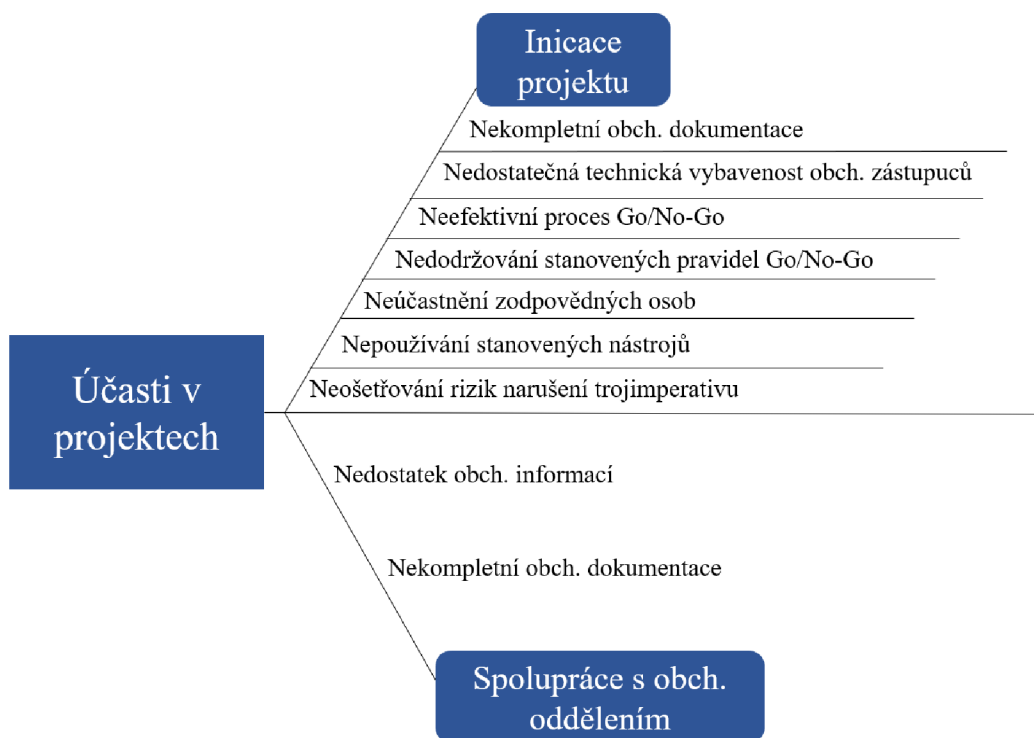 Inicace
projektu
Nekompletní obch. dokumentace
Nedostatečná technická vybavenost obch. zástupuců
Neefektivní proces Go/No-Go
Nedodržování stanovených pravidel Go/No-Go
Neúčastnění zodpovědných osob
Nepoužívání stanovených nástrojů
Neošetřování rizik narušení trojimperativu
Účasti v
projektech
Nedostatek obch. informací
Nekompletní obch. dokumentace
Spolupráce s obch.
oddělením